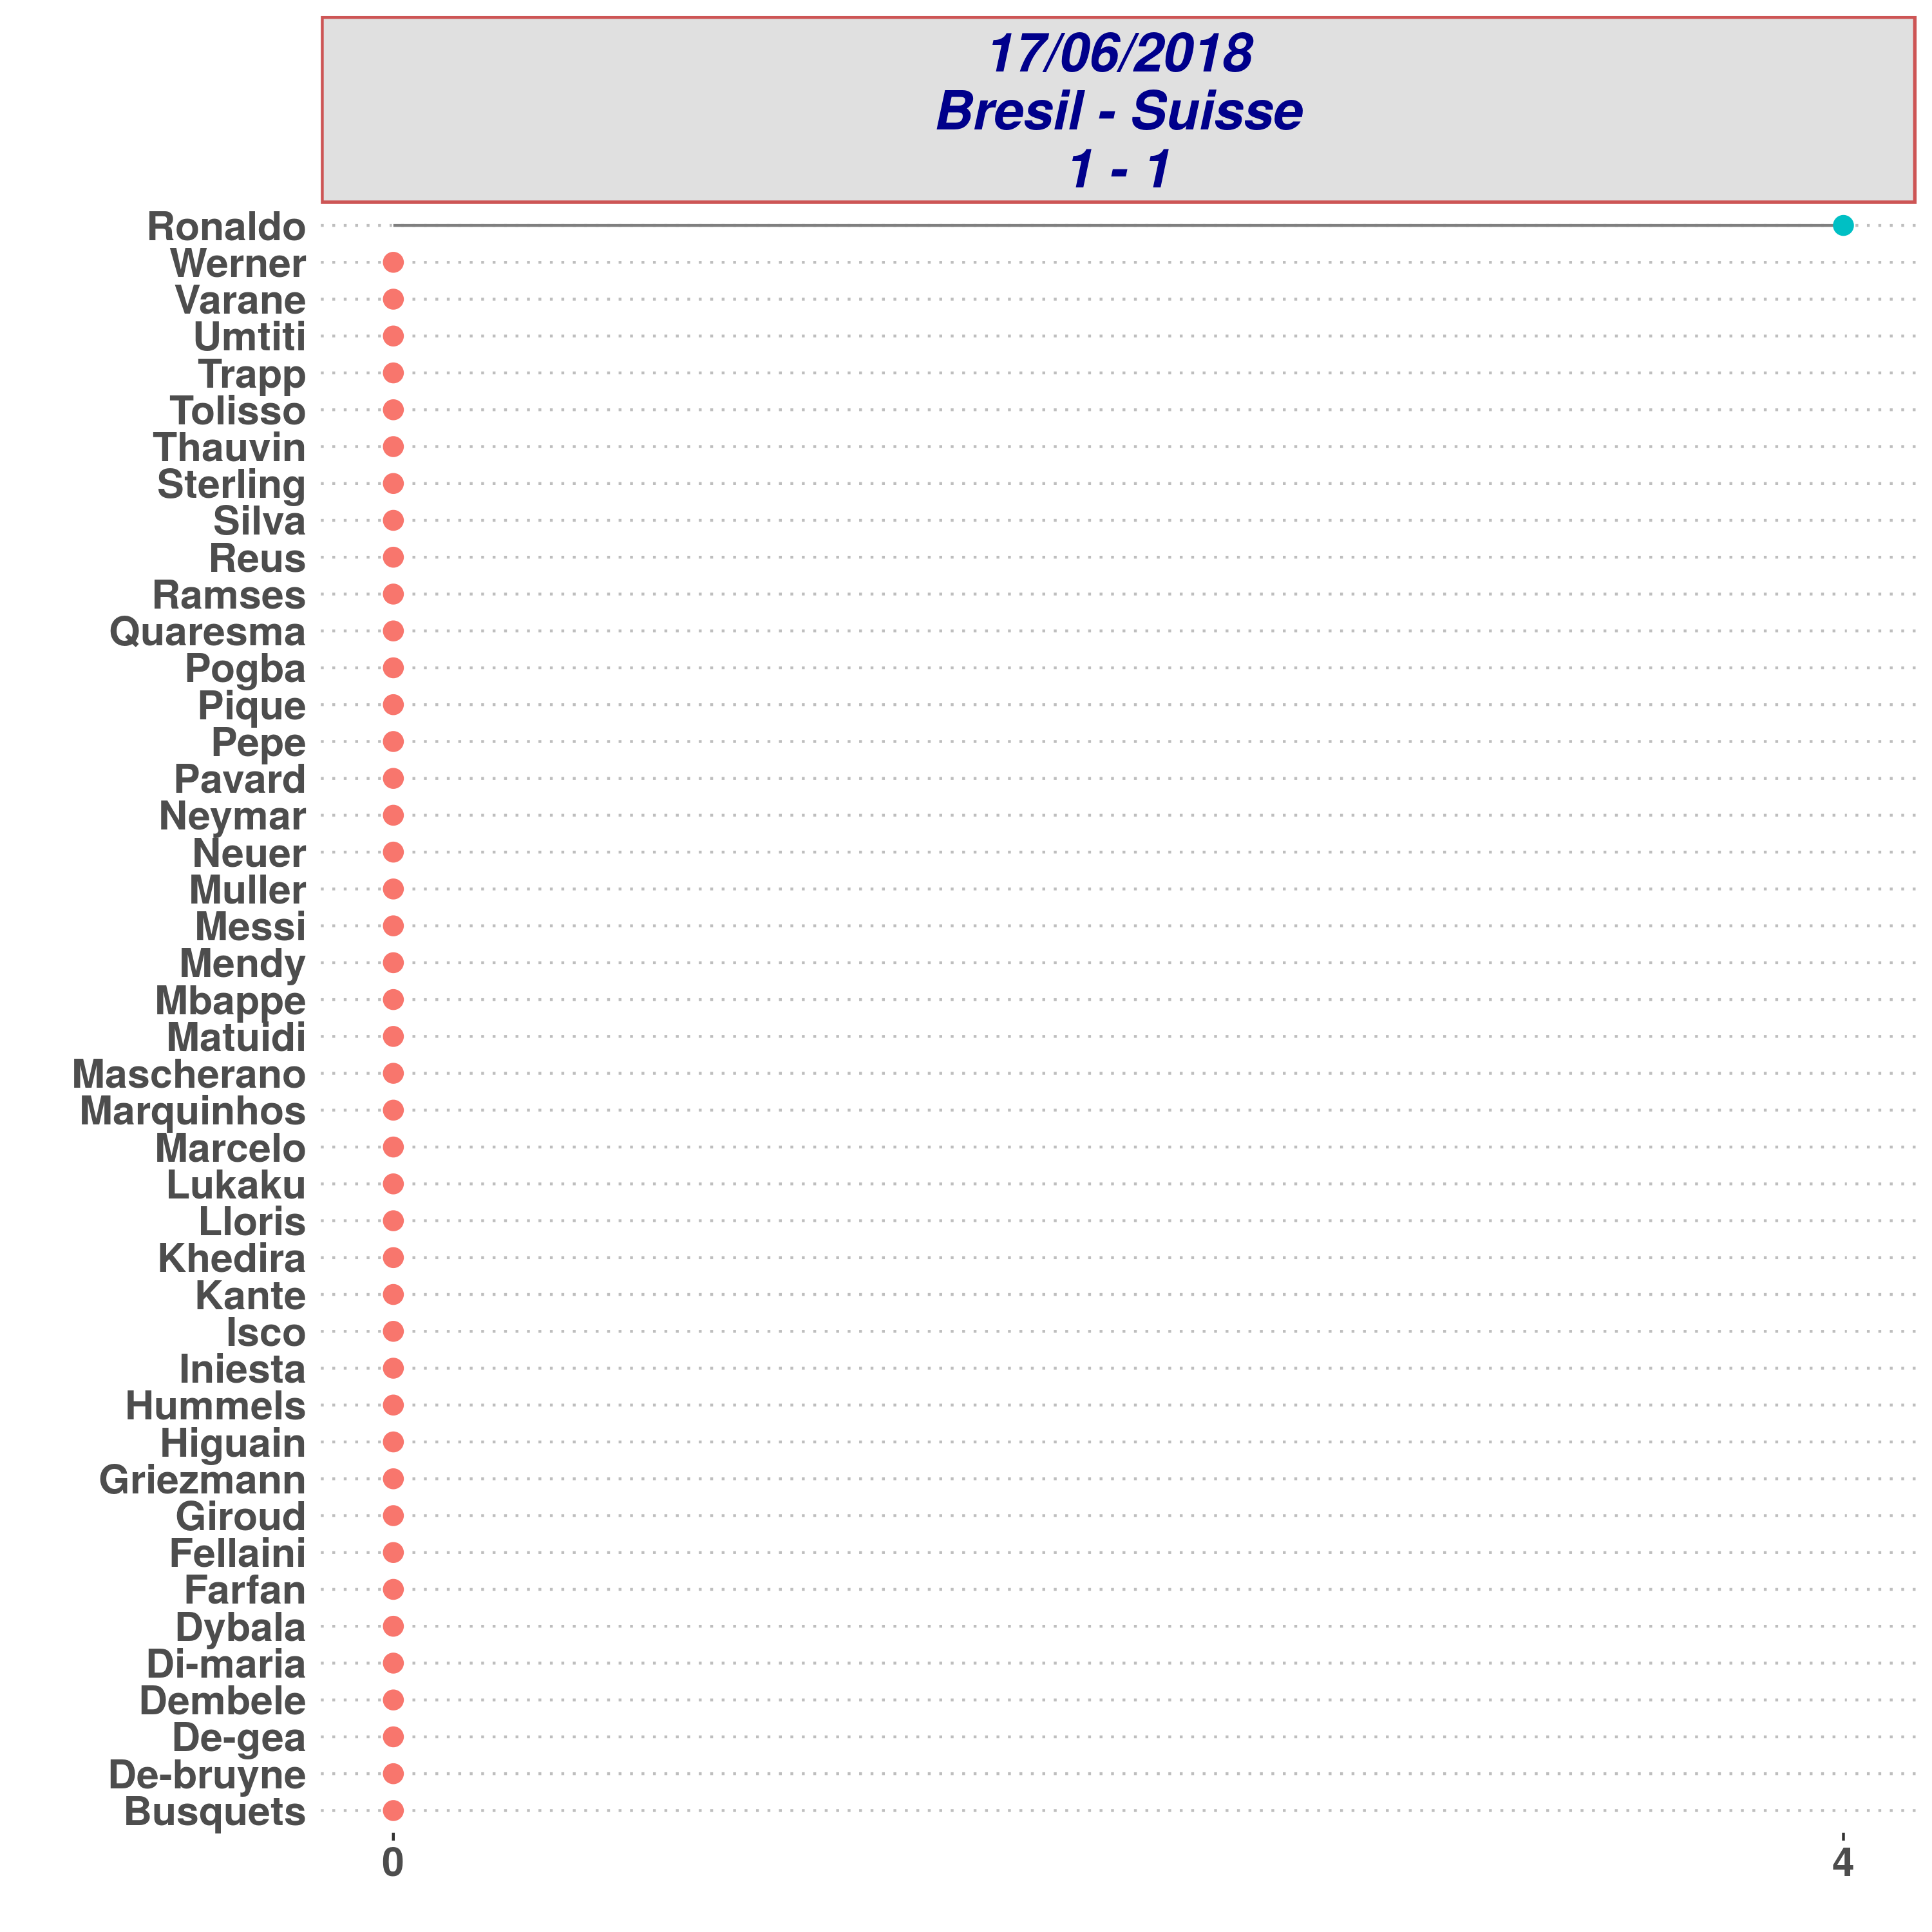 17/06/2018
Bresil - Suisse
1 - 1
Ronaldo
Werner
Varane
Umtiti
Trapp
Tolisso
Thauvin
Sterling
Silva
Reus
Ramses
Quaresma
Pogba
Pique
Pepe
Pavard
Neymar
Neuer
Muller
Messi
Mendy
Mbappe
Matuidi
Mascherano
Marquinhos
Marcelo
Lukaku
Lloris
Khedira
Kante
Isco
Iniesta
Hummels
Higuain
Griezmann
Giroud
Fellaini
Farfan
Dybala
Di-maria
Dembele
De-gea
De-bruyne
Busquets
0 4